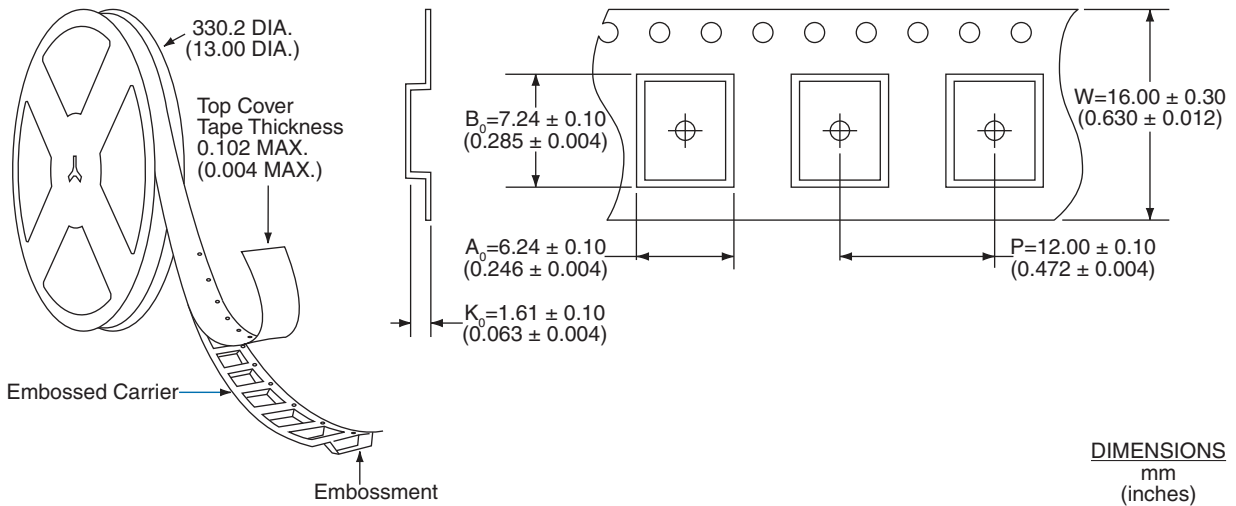 330.2 DIA.
(13.00 DIA.)
Top Cover
Tape Thickness
0.102 MAX.
(0.004 MAX.)
B₀=7.24 ± 0.10
(0.285 ± 0.004)
W=16.00 ± 0.30
(0.630 ± 0.012)
A₀=6.24 ± 0.10
(0.246 ± 0.004)
P=12.00 ± 0.10
(0.472 ± 0.004)
K₀=1.61 ± 0.10
(0.063 ± 0.004)
Embossed Carrier
Embossment
DIMENSIONS
mm
(inches)